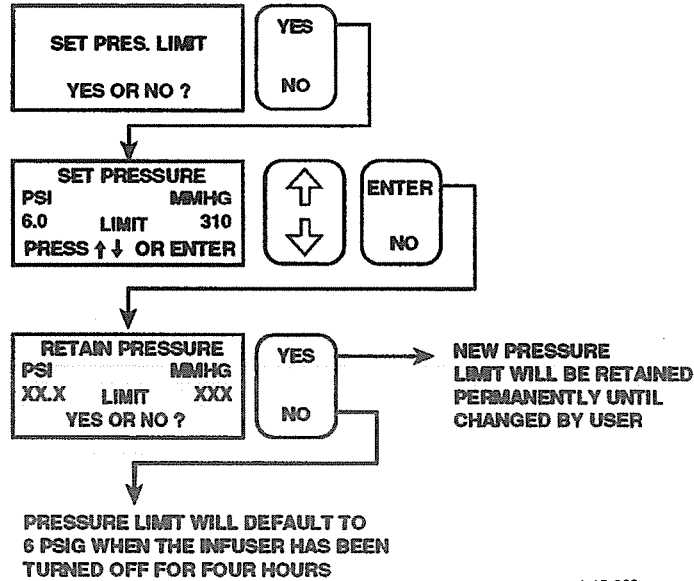 SET PRES. LIMIT
YES OR NO ?
YES
NO
SET PRESSURE
PSI MMHG
6.0 LIMIT 310
PRESS ↑ ↓ OR ENTER
ENTER
NO
RETAIN PRESSURE
PSI MMHG
XX.X LIMIT XXX
YES OR NO ?
YES
NO
NEW PRESSURE
LIMIT WILL BE RETAINED
PERMANENTLY UNTIL
CHANGED BY USER
PRESSURE LIMIT WILL DEFAULT TO
6 PSIG WHEN THE INFUSER HAS BEEN
TURNED OFF FOR FOUR HOURS